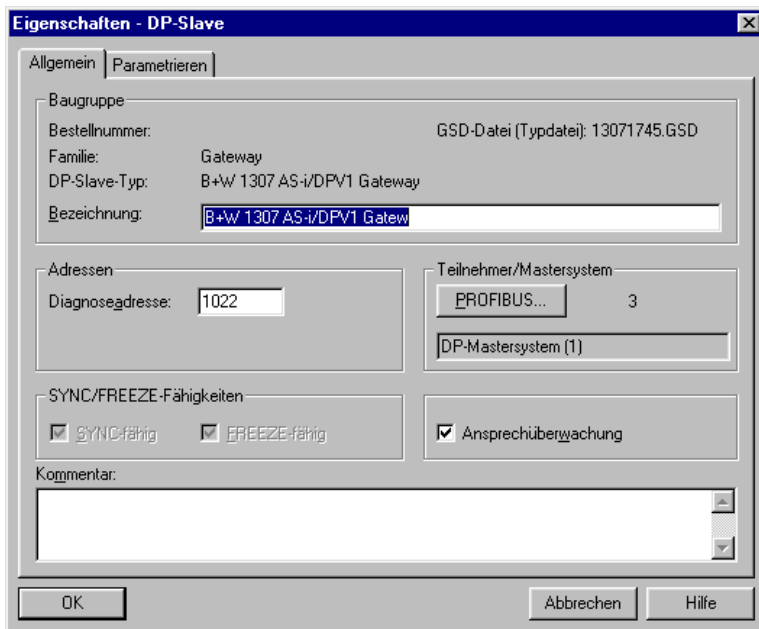 Eigenschaften - DP-Slave
Allgemein Parametrieren
Baugruppe
Bestellnummer: GSD-Datei (Typdatei): 13071745.GSD
Familie: Gateway
DP-Slave-Typ: B+W 1307 AS-i/DPV1 Gateway
Bezeichnung: B+W 1307 AS-i/DPV1 Gatew
Adressen
Diagnoseadresse: 1022
Teilnehmer/Mastersystem
PROFIBUS... 3
DP-Mastersystem (1)
SYNC/FREEZE-Fähigkeiten
SYNC-fähig FREEZE-fähig
Ansprechüberwachung
Kommentar:
OK Abbrechen Hilfe